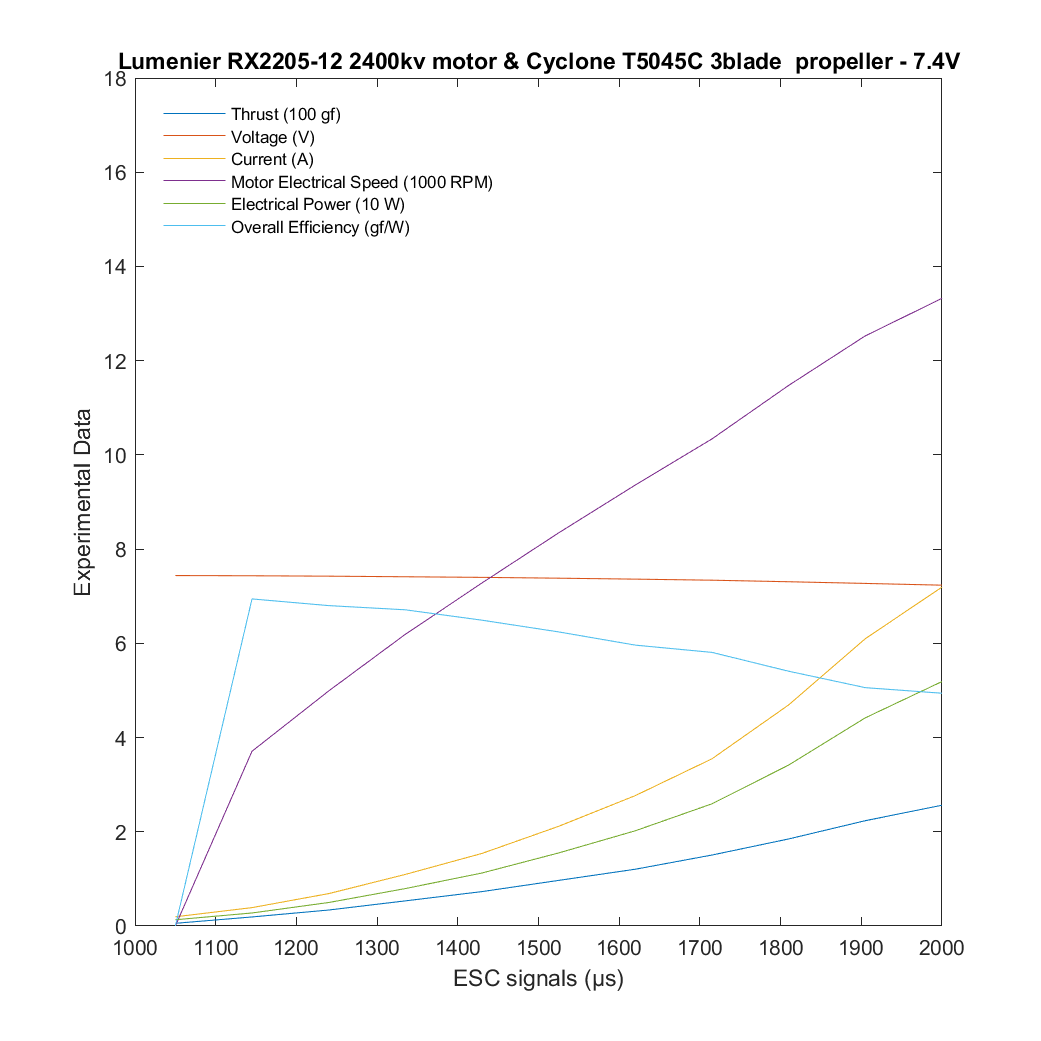 Lumenier RX2205-12 2400kv motor & Cyclone T5045C 3blade  propeller - 7.4V
18
16
14
12
10
8
6
4
2
0
Thrust (100 gf)
Voltage (V)
Current (A)
Motor Electrical Speed (1000 RPM)
Electrical Power (10 W)
Overall Efficiency (gf/W)
Experimental Data
1000 1100 1200 1300 1400 1500 1600 1700 1800 1900 2000
ESC signals (µs)